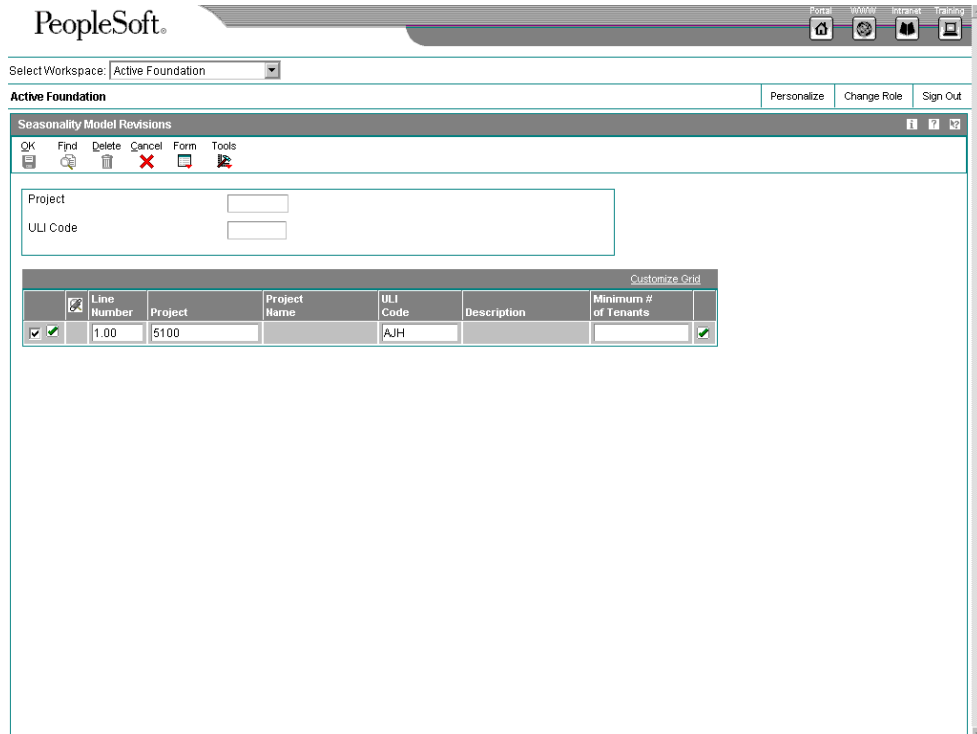 PeopleSoft®
Portal WWW Intranet Training
Select Workspace: Active Foundation
Active Foundation Personalize Change Role Sign Out
Seasonality Model Revisions
OK Find Delete Cancel Form Tools
Project
ULI Code
Customize Grid
Line Number Project Project Name ULI Code Description Minimum # of Tenants
1.00 5100 AJH